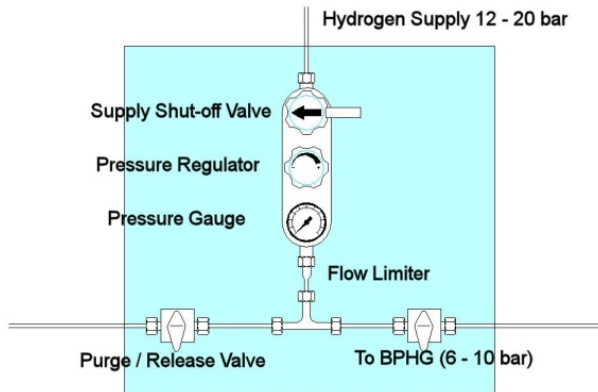 Hydrogen Supply 12 - 20 bar
Supply Shut-off Valve
Pressure Regulator
Pressure Gauge
Flow Limiter
Purge / Release Valve
To BPHG (6 - 10 bar)